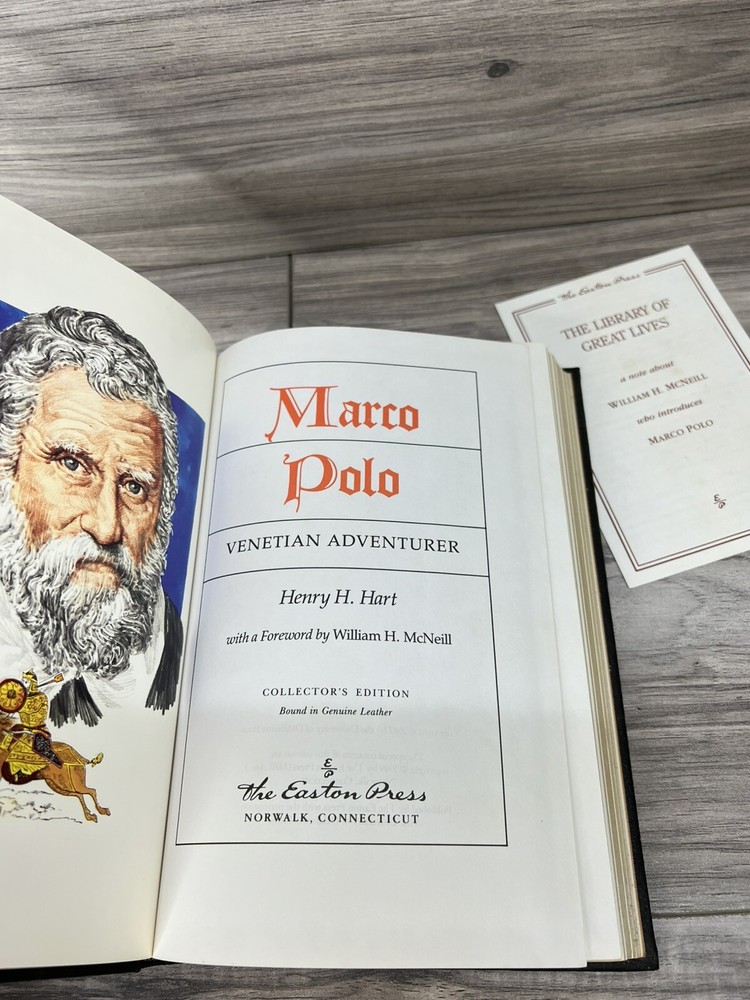 Marco
Polo
VENETIAN ADVENTURER
Henry H. Hart
with a Foreword by William H. McNeill
COLLECTOR'S EDITION
Bound in Genuine Leather
E/P
The Easton Press
NORWALK, CONNECTICUT
The Easton Press
THE LIBRARY OF
GREAT LIVES
a note about
WILLIAM H. MCNEILL
who introduces
MARCO POLO
E/P